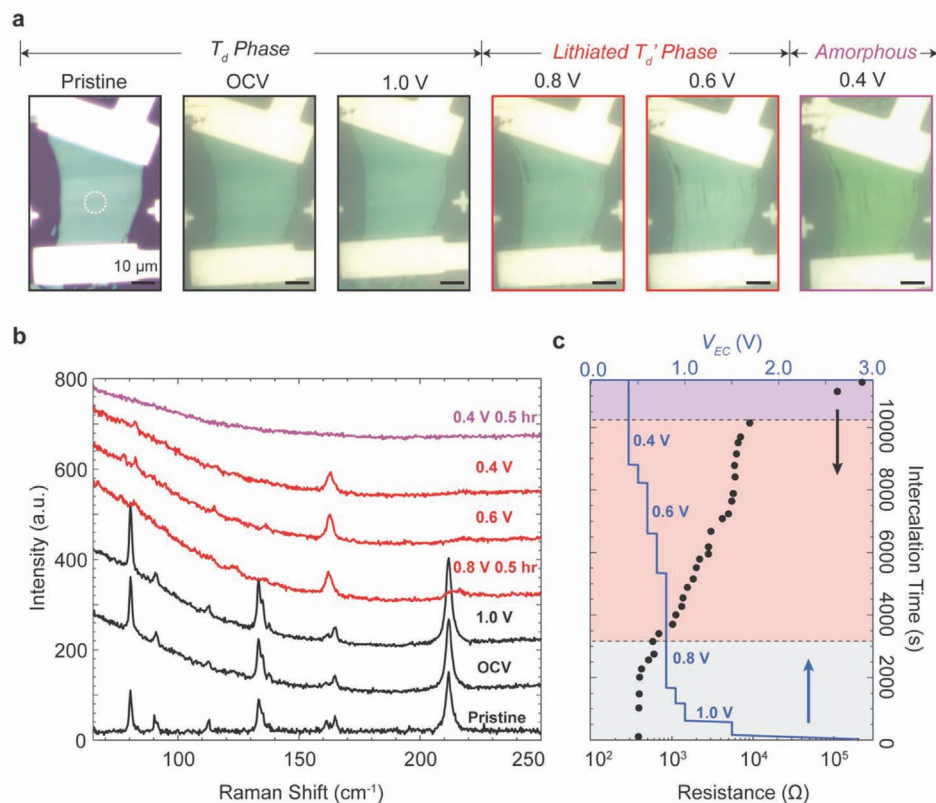 a
T_d Phase
Lithiated T_d' Phase
Amorphous
Pristine
OCV
1.0 V
0.8 V
0.6 V
0.4 V
10 μm
b
800
600
400
200
0
Intensity (a.u.)
0.4 V 0.5 hr
0.4 V
0.6 V
0.8 V 0.5 hr
1.0 V
OCV
Pristine
100
150
200
250
Raman Shift (cm⁻¹)
c
V_EC (V)
0.0
1.0
2.0
3.0
0.4 V
0.6 V
0.8 V
1.0 V
10000
8000
6000
4000
2000
0
Intercalation Time (s)
10²
10³
10⁴
10⁵
Resistance (Ω)